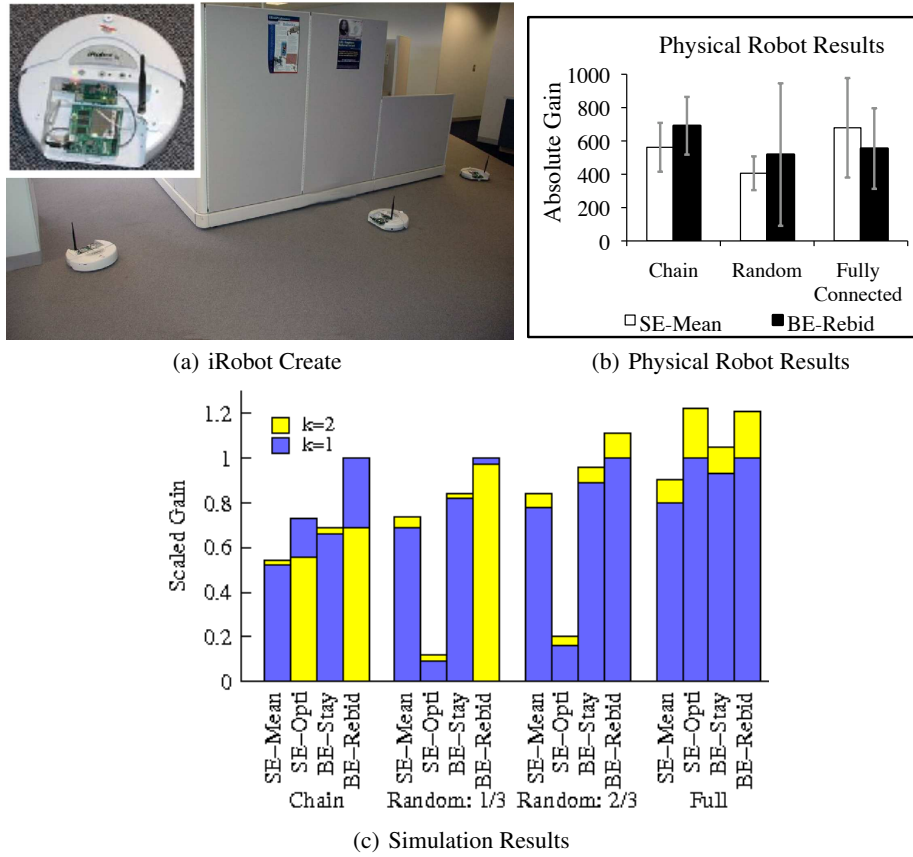 Physical Robot Results
Absolute Gain
1000
800
600
400
200
0
Chain
Random
Fully Connected
SE-Mean
BE-Rebid
(a) iRobot Create
(b) Physical Robot Results
Scaled Gain
1.2
1
0.8
0.6
0.4
0.2
0
k=2
k=1
SE-Mean
SE-Opti
BE-Stay
BE-Rebid
SE-Mean
SE-Opti
BE-Stay
BE-Rebid
SE-Mean
SE-Opti
BE-Stay
BE-Rebid
SE-Mean
SE-Opti
BE-Stay
BE-Rebid
Chain
Random: 1/3
Random: 2/3
Full
(c) Simulation Results